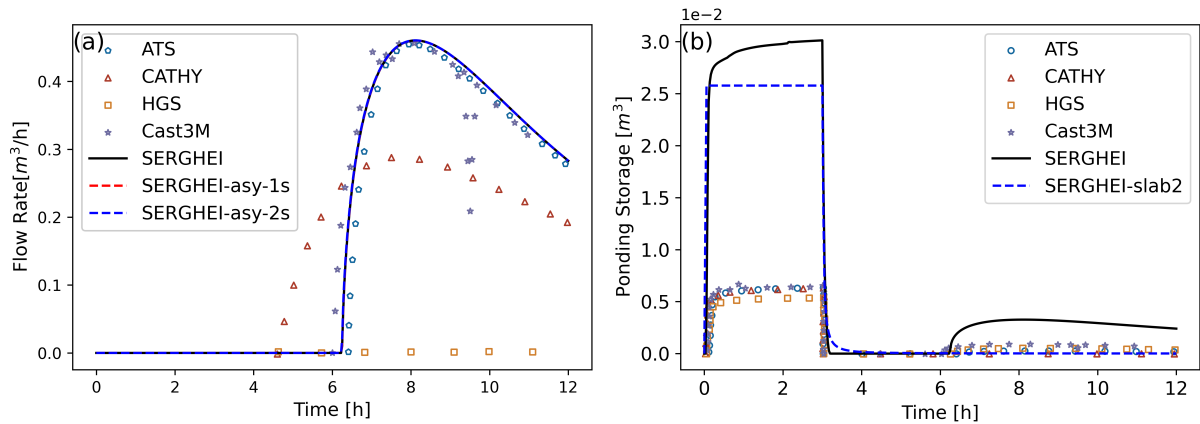 (a)
ATS
CATHY
HGS
Cast3M
SERGHEI
SERGHEI-asy-1s
SERGHEI-asy-2s
Flow Rate[m³/h]
0.4
0.3
0.2
0.1
0.0
0 2 4 6 8 10 12
Time [h]
1e−2
(b)
ATS
CATHY
HGS
Cast3M
SERGHEI
SERGHEI-slab2
Ponding Storage [m³]
3.0
2.5
2.0
1.5
1.0
0.5
0.0
0 2 4 6 8 10 12
Time [h]